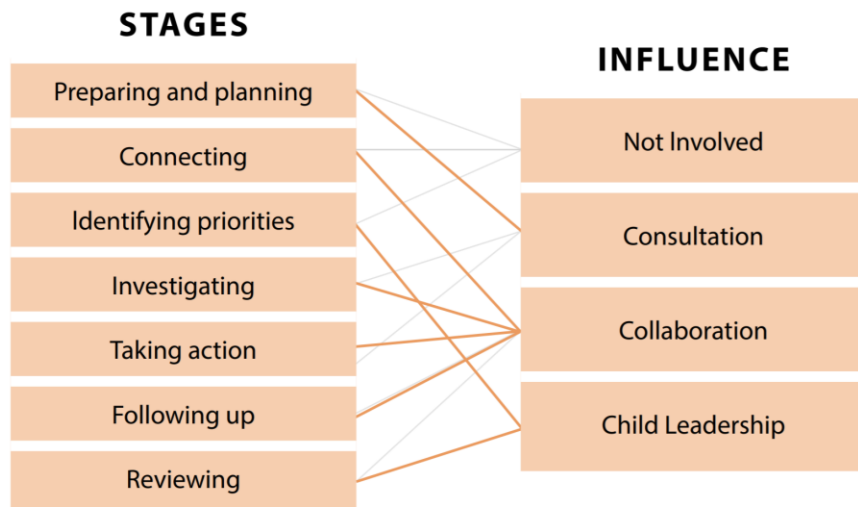 STAGES
Preparing and planning
Connecting
Identifying priorities
Investigating
Taking action
Following up
Reviewing
INFLUENCE
Not Involved
Consultation
Collaboration
Child Leadership